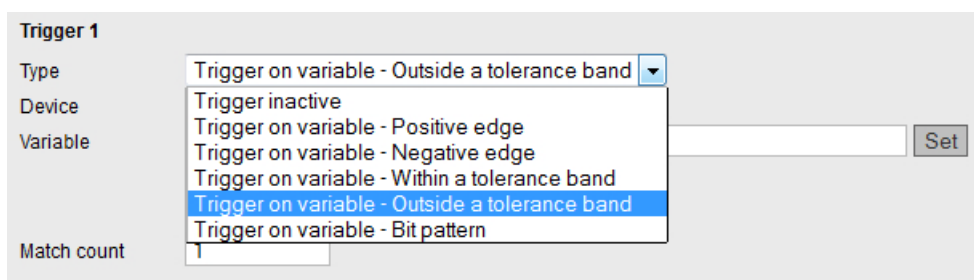 Trigger 1
Type Trigger on variable - Outside a tolerance band
Device Trigger inactive
Trigger on variable - Positive edge
Variable Set
Trigger on variable - Negative edge
Trigger on variable - Within a tolerance band
Trigger on variable - Outside a tolerance band
Trigger on variable - Bit pattern
Match count 1